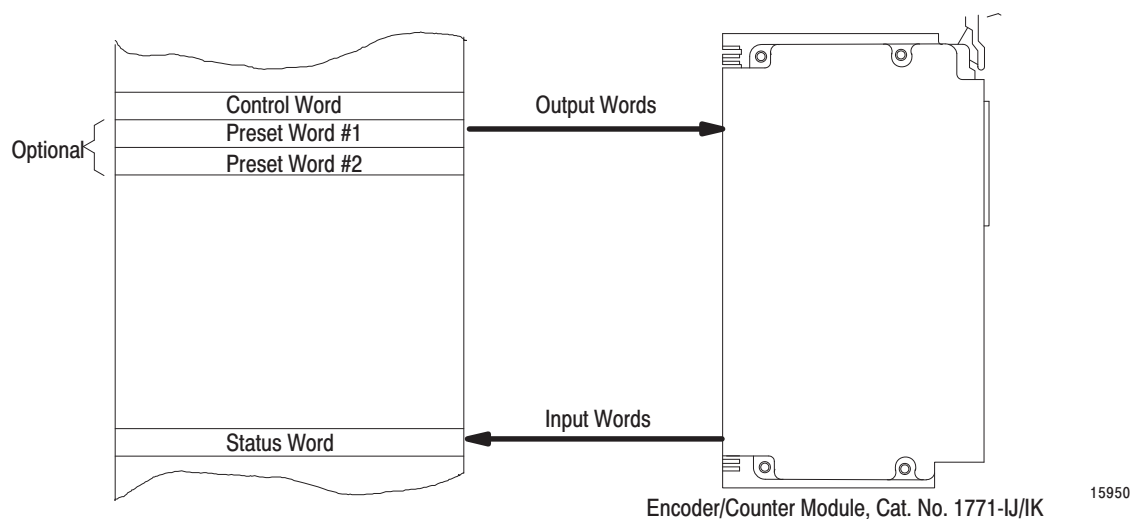 Control Word
Output Words
Preset Word #1
Optional
Preset Word #2
Input Words
Status Word
15950
Encoder/Counter Module, Cat. No. 1771-IJ/IK